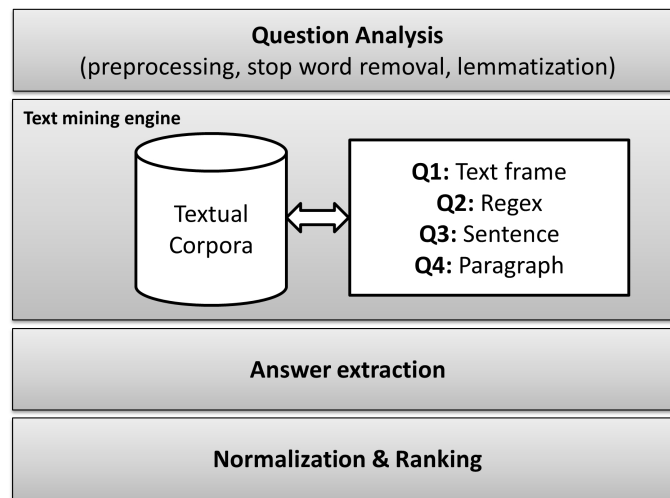 Question Analysis
(preprocessing, stop word removal, lemmatization)
Text mining engine
Textual
Corpora
Q1: Text frame
Q2: Regex
Q3: Sentence
Q4: Paragraph
Answer extraction
Normalization & Ranking